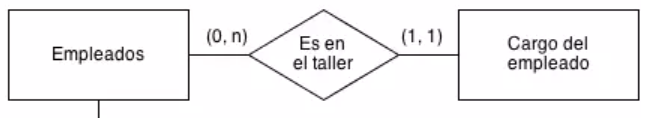 Empleados
(0, n)
Es en
el taller
(1, 1)
Cargo del
empleado